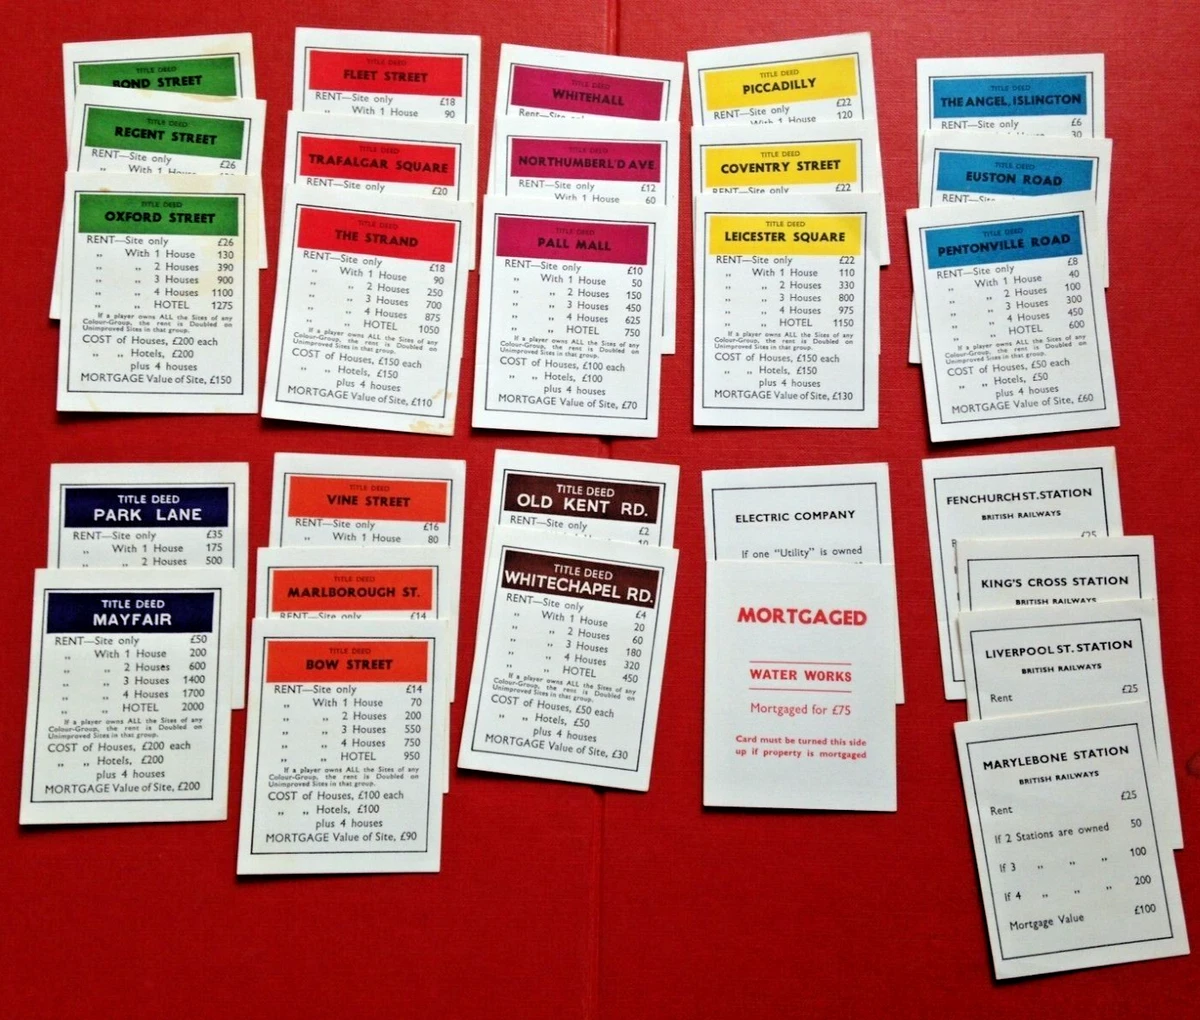 TITLE DEED
BOND STREET
TITLE DEED
REGENT STREET
RENT—Site only £26
„ With 1 House
TITLE DEED
OXFORD STREET
RENT—Site only £26
„ With 1 House 130
„ „ 2 Houses 390
„ „ 3 Houses 900
„ „ 4 Houses 1100
„ „ HOTEL 1275
If a player owns ALL the Sites of any
Colour-Group, the rent is Doubled on
Unimproved Sites in that group.
COST of Houses, £200 each
„ „ Hotels, £200
plus 4 houses
MORTGAGE Value of Site, £150
TITLE DEED
FLEET STREET
RENT—Site only £18
„ With 1 House 90
TITLE DEED
TRAFALGAR SQUARE
RENT—Site only £20
TITLE DEED
THE STRAND
RENT—Site only £18
„ With 1 House 90
„ „ 2 Houses 250
„ „ 3 Houses 700
„ „ 4 Houses 875
„ „ HOTEL 1050
If a player owns ALL the Sites of any
Colour-Group, the rent is Doubled on
Unimproved Sites in that group.
COST of Houses, £150 each
„ „ Hotels, £150
plus 4 houses
MORTGAGE Value of Site, £110
TITLE DEED
WHITEHALL
TITLE DEED
NORTHUMBERL'D AVE.
RENT—Site only £12
With 1 House 60
TITLE DEED
PALL MALL
RENT—Site only £10
„ With 1 House 50
„ „ 2 Houses 150
„ „ 3 Houses 450
„ „ 4 Houses 625
„ „ HOTEL 750
If a player owns ALL the Sites of any
Colour-Group, the rent is Doubled on
Unimproved Sites in that group.
COST of Houses, £100 each
„ „ Hotels, £100
plus 4 houses
MORTGAGE Value of Site, £70
TITLE DEED
PICCADILLY
RENT—Site only £22
With 1 House 120
TITLE DEED
COVENTRY STREET
RENT—Site only £22
TITLE DEED
LEICESTER SQUARE
RENT—Site only £22
„ With 1 House 110
„ „ 2 Houses 330
„ „ 3 Houses 800
„ „ 4 Houses 975
„ „ HOTEL 1150
If a player owns ALL the Sites of any
Colour-Group, the rent is Doubled on
Unimproved Sites in that group.
COST of Houses, £150 each
„ „ Hotels, £150
plus 4 houses
MORTGAGE Value of Site, £130
TITLE DEED
THE ANGEL, ISLINGTON
RENT—Site only £6
House 30
TITLE DEED
EUSTON ROAD
TITLE DEED
PENTONVILLE ROAD
RENT—Site only £8
„ With 1 House 40
„ „ 2 Houses 100
„ „ 3 Houses 300
„ „ 4 Houses 450
„ „ HOTEL 600
If a player owns ALL the Sites of any
Colour-Group, the rent is Doubled on
Unimproved Sites in that group.
COST of Houses, £50 each
„ „ Hotels, £50
plus 4 houses
MORTGAGE Value of Site, £60
TITLE DEED
PARK LANE
RENT—Site only £35
„ With 1 House 175
„ „ 2 Houses 500
TITLE DEED
MAYFAIR
RENT—Site only £50
„ With 1 House 200
„ „ 2 Houses 600
„ „ 3 Houses 1400
„ „ 4 Houses 1700
„ „ HOTEL 2000
If a player owns ALL the Sites of any
Colour-Group, the rent is Doubled on
Unimproved Sites in that group.
COST of Houses, £200 each
„ „ Hotels, £200
plus 4 houses
MORTGAGE Value of Site, £200
TITLE DEED
VINE STREET
RENT—Site only £16
„ With 1 House 80
TITLE DEED
MARLBOROUGH ST.
RENT—Site only £14
TITLE DEED
BOW STREET
RENT—Site only £14
„ With 1 House 70
„ „ 2 Houses 200
„ „ 3 Houses 550
„ „ 4 Houses 750
„ „ HOTEL 950
If a player owns ALL the Sites of any
Colour-Group, the rent is Doubled on
Unimproved Sites in that group.
COST of Houses, £100 each
„ „ Hotels, £100
plus 4 houses
MORTGAGE Value of Site, £90
TITLE DEED
OLD KENT RD.
RENT—Site only £2
TITLE DEED
WHITECHAPEL RD.
RENT—Site only £4
„ With 1 House 20
„ „ 2 Houses 60
„ „ 3 Houses 180
„ „ 4 Houses 320
„ „ HOTEL 450
If a player owns ALL the Sites of any
Colour-Group, the rent is Doubled on
Unimproved Sites in that group.
COST of Houses, £50 each
„ „ Hotels, £50
plus 4 houses
MORTGAGE Value of Site, £30
ELECTRIC COMPANY
If one "Utility" is owned
MORTGAGED
WATER WORKS
Mortgaged for £75
Card must be turned this side
up if property is mortgaged
FENCHURCH ST. STATION
BRITISH RAILWAYS
£25
KING'S CROSS STATION
BRITISH RAILWAYS
LIVERPOOL ST. STATION
BRITISH RAILWAYS
Rent £25
MARYLEBONE STATION
BRITISH RAILWAYS
Rent £25
If 2 Stations are owned 50
If 3 „ „ „ 100
If 4 „ „ „ 200
Mortgage Value £100